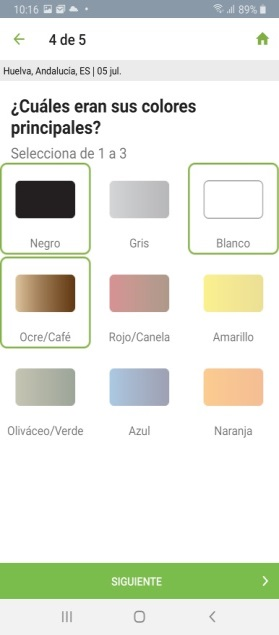 10:16
89%
4 de 5
Huelva, Andalucia, ES | 05 jul.
¿Cuáles eran sus colores
principales?
Selecciona de 1 a 3
Negro
Gris
Blanco
Ocre/Café
Rojo/Canela
Amarillo
Oliváceo/Verde
Azul
Naranja
SIGUIENTE